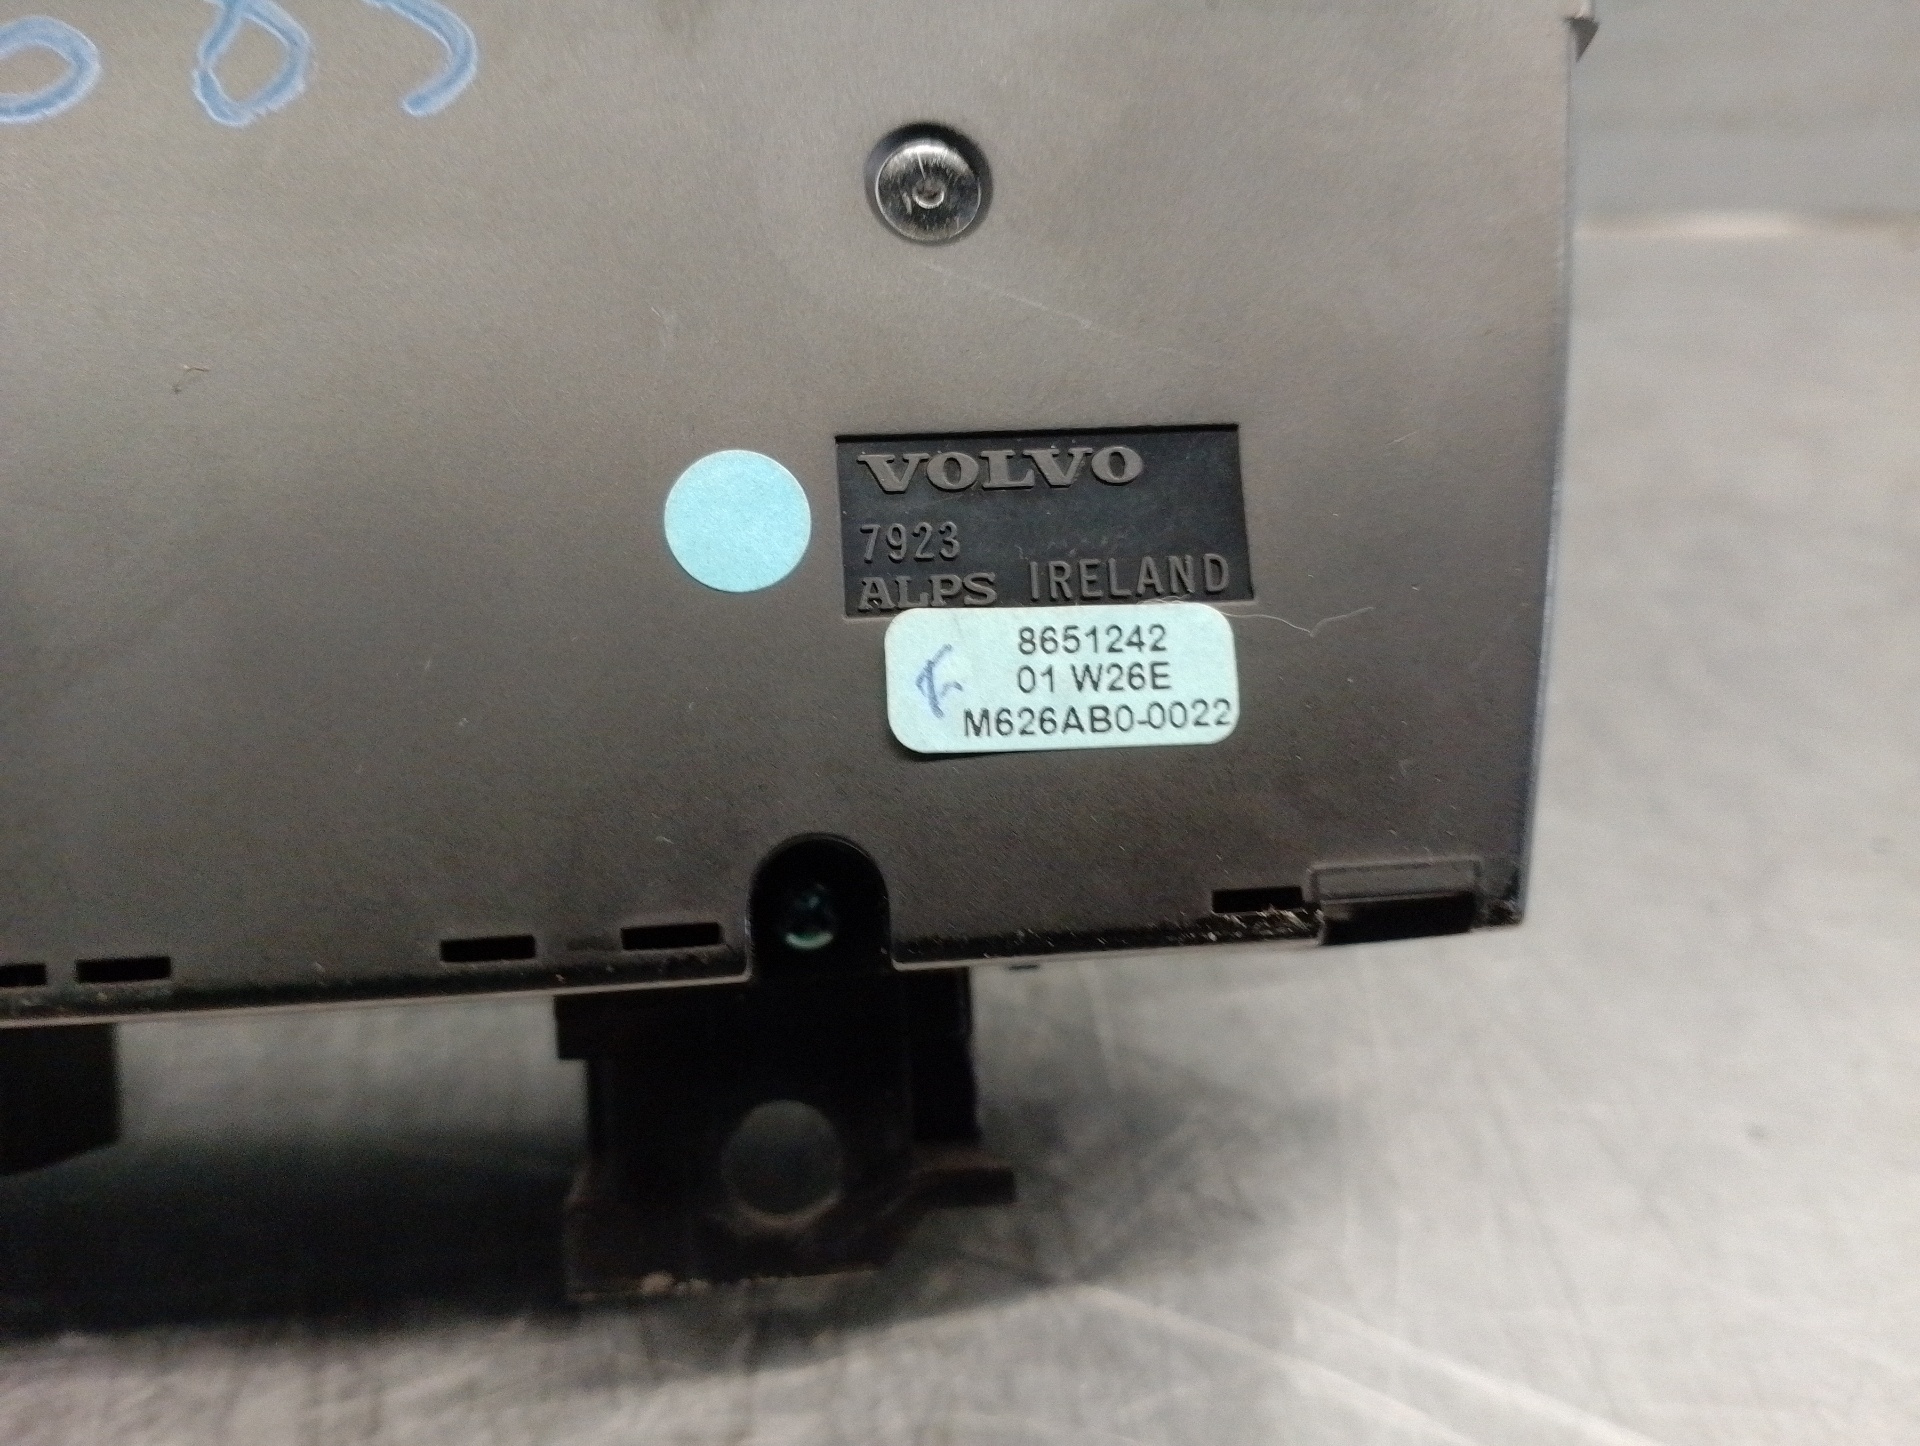 VOLVO
7923
ALPS IRELAND
8651242
01 W26E
M626AB0-0022